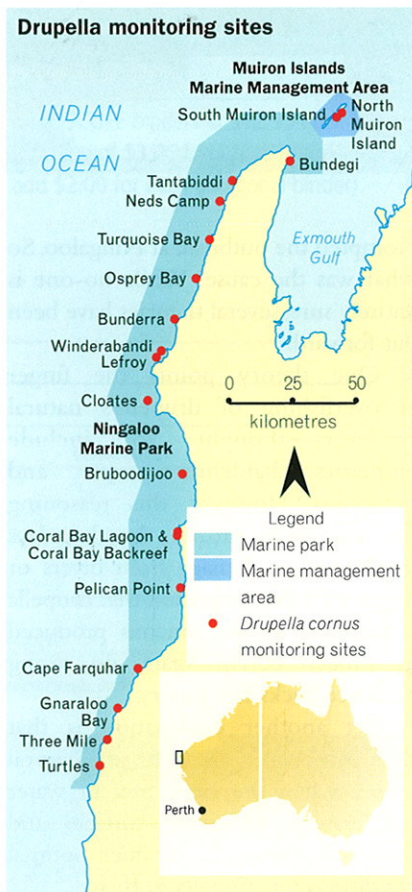 Drupella monitoring sites
Muiron Islands
Marine Management Area
INDIAN
OCEAN
South Muiron Island
North
Muiron
Island
Bundegi
Tantabiddi
Neds Camp
Exmouth
Gulf
Turquoise Bay
Osprey Bay
Bunderra
Winderabandi
Lefroy
Cloates
0 25 50
kilometres
Ningaloo
Marine Park
Bruboodijoo
Coral Bay Lagoon &
Coral Bay Backreef
Pelican Point
Cape Farquhar
Gnaraloo
Bay
Three Mile
Turtles
Legend
Marine park
Marine management
area
Drupella cornus
monitoring sites
Perth